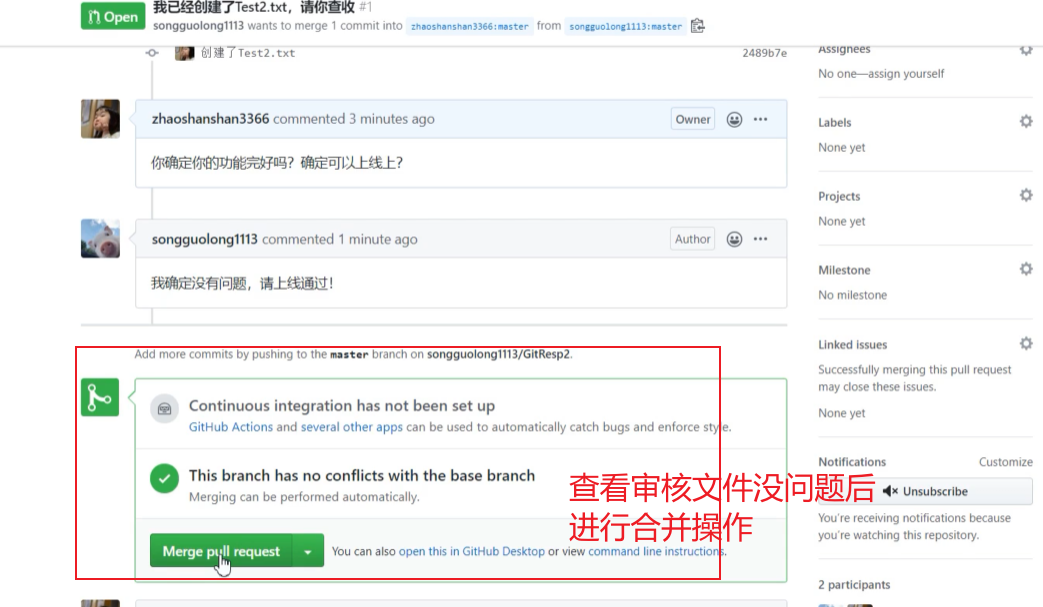 Open
我已经创建了Test2.txt，请你查收 #1
songguolong1113 wants to merge 1 commit into zhaoshanshan3366:master from songguolong1113:master
创建了Test2.txt
2489b7e
zhaoshanshan3366 commented 3 minutes ago
Owner
你确定你的功能完好吗？确定可以上线上？
songguolong1113 commented 1 minute ago
Author
我确定没有问题，请上线通过！
Add more commits by pushing to the master branch on songguolong1113/GitResp2.
Continuous integration has not been set up
GitHub Actions and several other apps can be used to automatically catch bugs and enforce style.
This branch has no conflicts with the base branch
Merging can be performed automatically.
Merge pull request
You can also open this in GitHub Desktop or view command line instructions.
查看审核文件没问题后
进行合并操作
Assignees
No one—assign yourself
Labels
None yet
Projects
None yet
Milestone
No milestone
Linked issues
Successfully merging this pull request
may close these issues.
None yet
Notifications
Customize
Unsubscribe
You're receiving notifications because
you're watching this repository.
2 participants